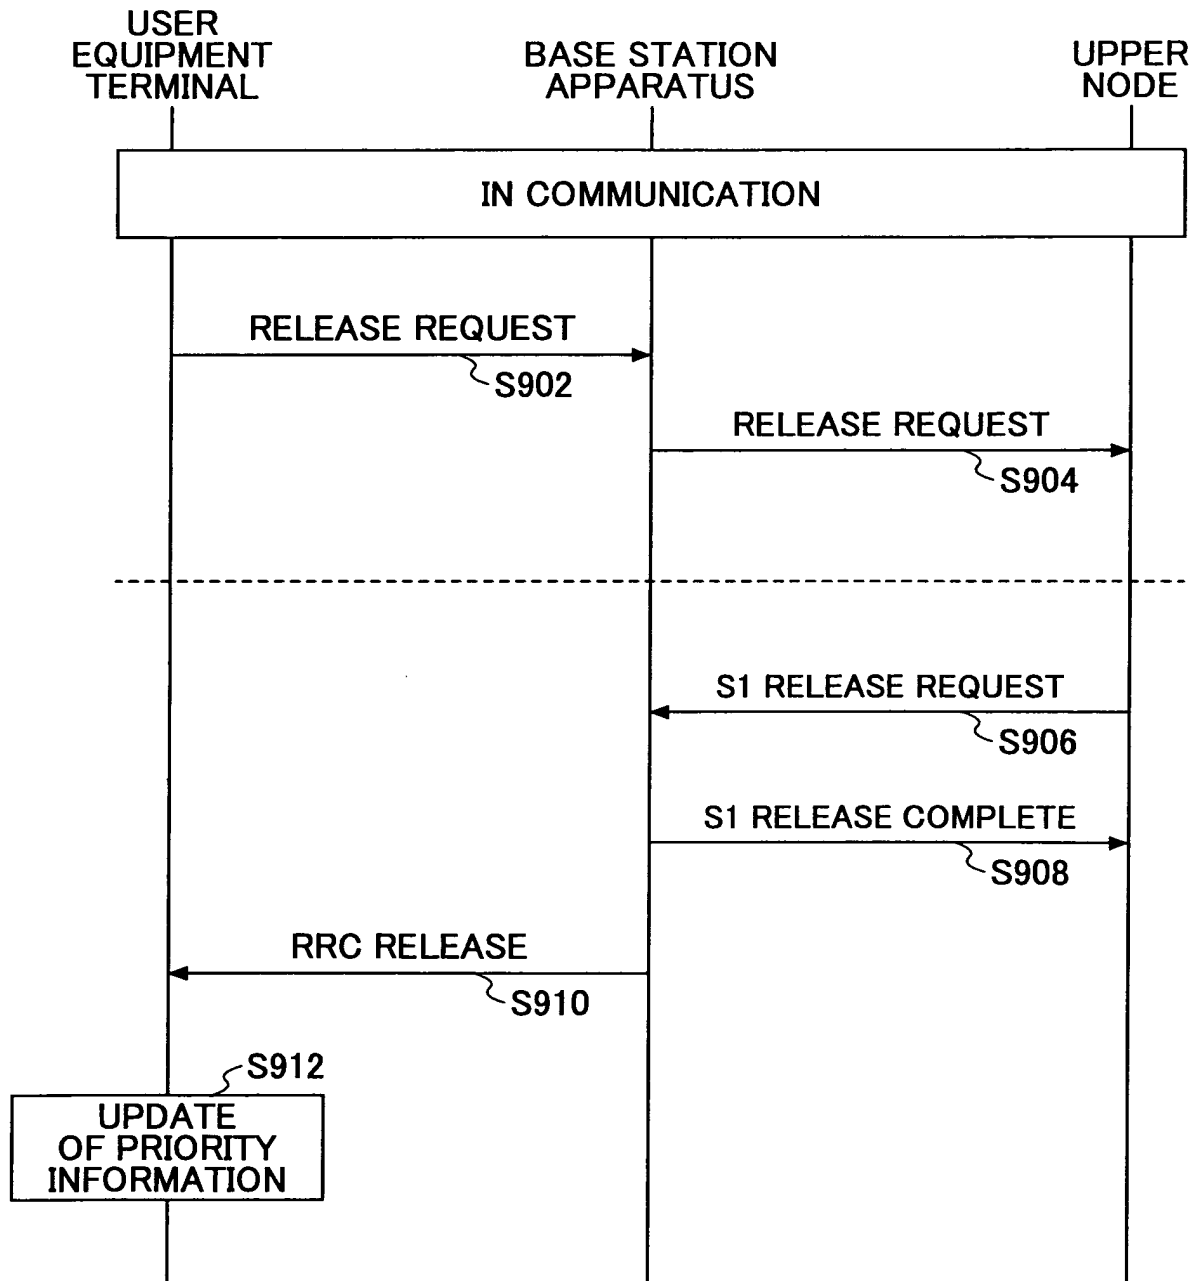 USER
EQUIPMENT
TERMINAL
BASE STATION
APPARATUS
UPPER
NODE
IN COMMUNICATION
RELEASE REQUEST
S902
RELEASE REQUEST
S904
S1 RELEASE REQUEST
S906
S1 RELEASE COMPLETE
S908
RRC RELEASE
S910
S912
UPDATE
OF PRIORITY
INFORMATION